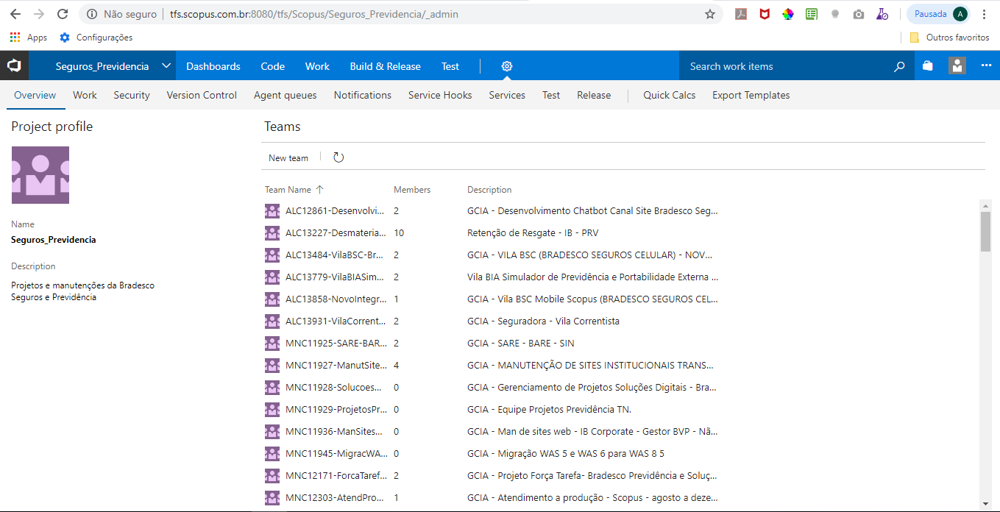 Não seguro
tfs.scopus.com.br:8080/tfs/Scopus/Seguros_Previdencia/_admin
Pausada A
Apps Configurações Outros favoritos
Seguros_Previdencia Dashboards Code Work Build & Release Test Search work items
Overview Work Security Version Control Agent queues Notifications Service Hooks Services Test Release Quick Calcs Export Templates
Project profile
Name
Seguros_Previdencia
Description
Projetos e manutenções da Bradesco
Seguros e Previdência
Teams
New team
Team Name Members Description
ALC12861-Desenvolvi... 2 GCIA - Desenvolvimento Chatbot Canal Site Bradesco Seg...
ALC13227-Desmateria... 10 Retenção de Resgate - IB - PRV
ALC13484-VilaBSC-Br... 2 GCIA - VILA BSC (BRADESCO SEGUROS CELULAR) - NOV...
ALC13779-VilaBIASim... 2 Vila BIA Simulador de Previdência e Portabilidade Externa ...
ALC13858-NovoIntegr... 1 GCIA - Vila BSC Mobile Scopus (BRADESCO SEGUROS CEL...
ALC13931-VilaCorrent... 2 GCIA - Seguradora - Vila Correntista
MNC11925-SARE-BAR... 2 GCIA - SARE - BARE - SIN
MNC11927-ManutSite... 4 GCIA - MANUTENÇÃO DE SITES INSTITUCIONAIS TRANS...
MNC11928-Solucoes... 0 GCIA - Gerenciamento de Projetos Soluções Digitais - Bra...
MNC11929-ProjetosPr... 0 GCIA - Equipe Projetos Previdência TN.
MNC11936-ManSites... 0 GCIA - Man de sites web - IB Corporate - Gestor BVP - Nã...
MNC11945-MigracWA... 0 GCIA - Migração WAS 5 e WAS 6 para WAS 8 5
MNC12171-ForcaTaref... 2 GCIA - Projeto Força Tarefa- Bradesco Previdência e Soluç...
MNC12303-AtendPro... 1 GCIA - Atendimento a produção - Scopus - agosto a deze...